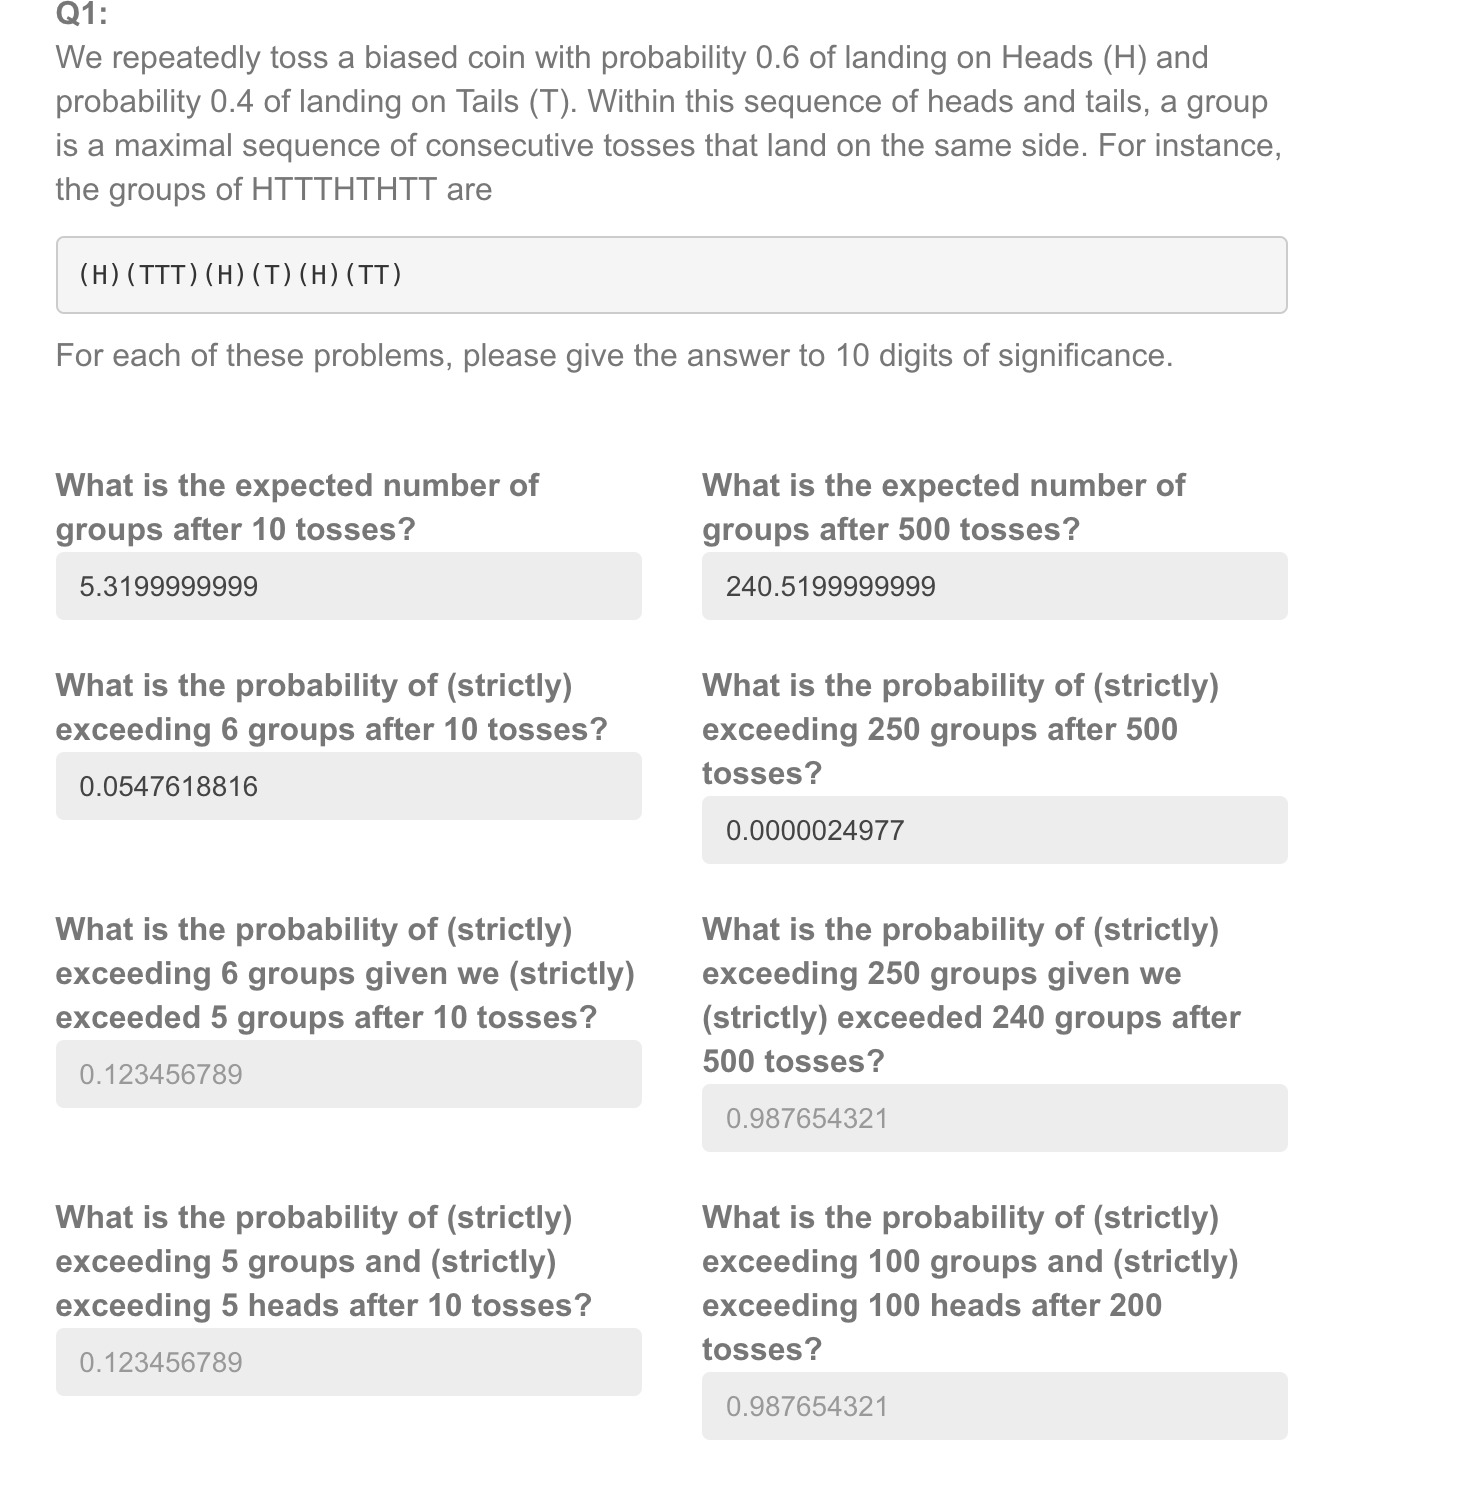 Q1:
We repeatedly toss a biased coin with probability 0.6 of landing on Heads (H) and
probability 0.4 of landing on Tails (T). Within this sequence of heads and tails, a group
is a maximal sequence of consecutive tosses that land on the same side. For instance,
the groups of HTTTHTHTT are
(H)(TTT)(H)(T)(H)(TT)
For each of these problems, please give the answer to 10 digits of significance.
What is the expected number of
groups after 10 tosses?
5.3199999999
What is the expected number of
groups after 500 tosses?
240.5199999999
What is the probability of (strictly)
exceeding 6 groups after 10 tosses?
0.0547618816
What is the probability of (strictly)
exceeding 250 groups after 500
tosses?
0.0000024977
What is the probability of (strictly)
exceeding 6 groups given we (strictly)
exceeded 5 groups after 10 tosses?
0.123456789
What is the probability of (strictly)
exceeding 250 groups given we
(strictly) exceeded 240 groups after
500 tosses?
0.987654321
What is the probability of (strictly)
exceeding 5 groups and (strictly)
exceeding 5 heads after 10 tosses?
0.123456789
What is the probability of (strictly)
exceeding 100 groups and (strictly)
exceeding 100 heads after 200
tosses?
0.987654321